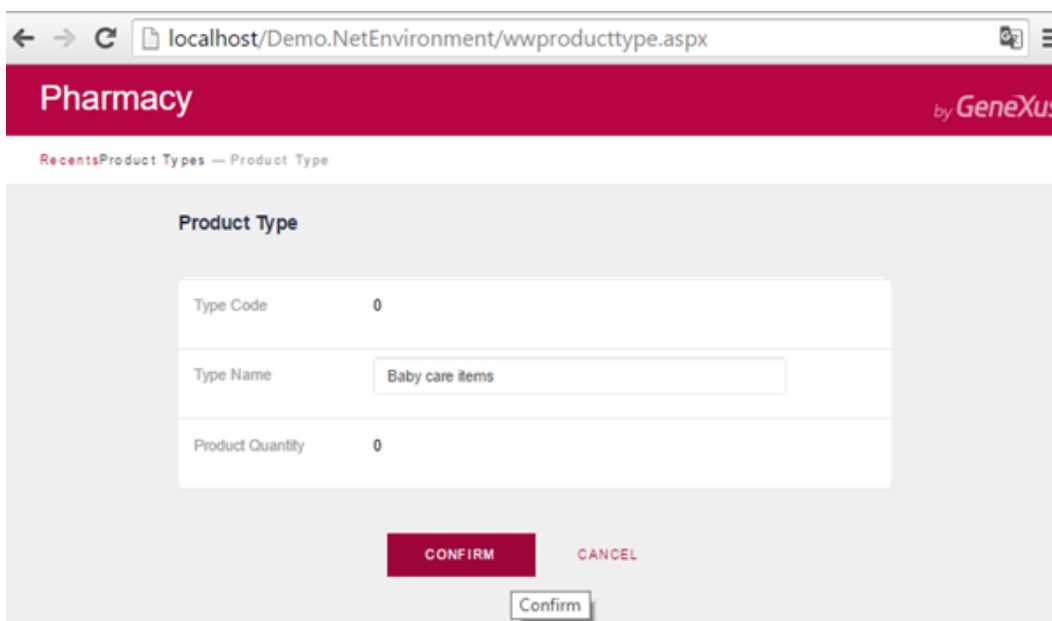 localhost/Demo.NetEnvironment/wwproducttype.aspx
Pharmacy
by GeneXus
RecentsProduct Types — Product Type
Product Type
Type Code 0
Type Name Baby care items
Product Quantity 0
CONFIRM CANCEL
Confirm